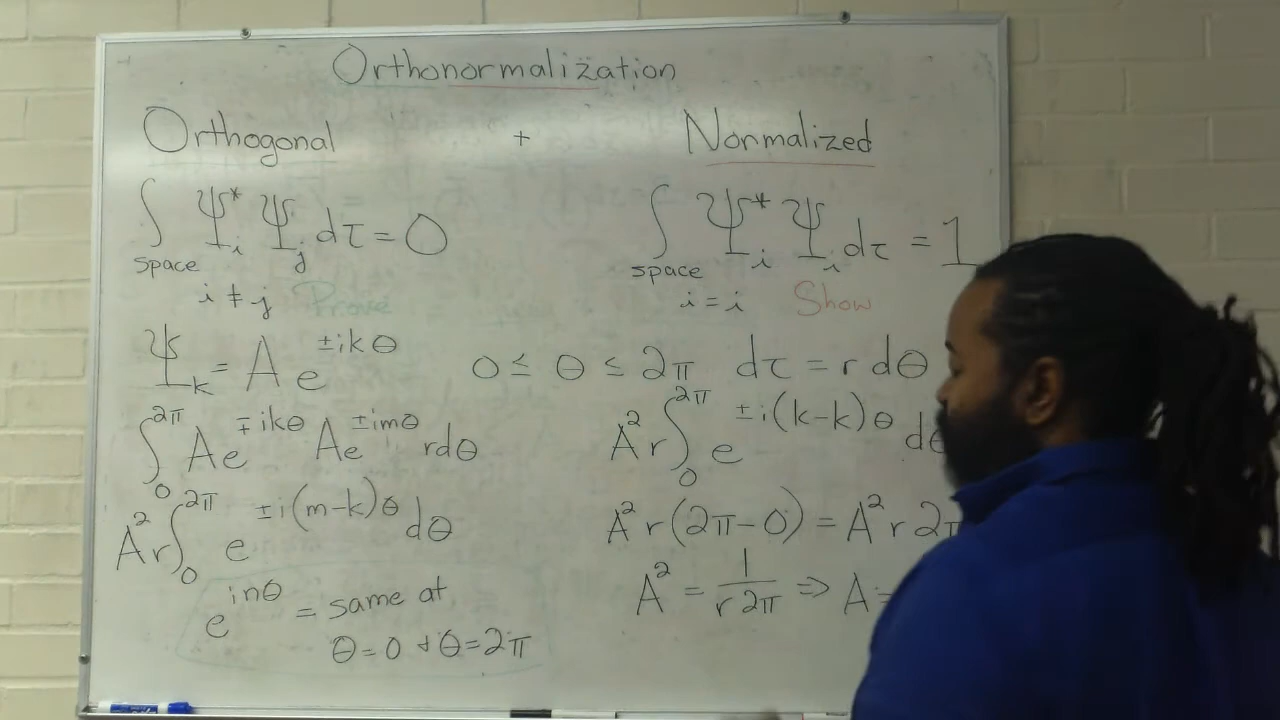 Orthonormalization
Orthogonal + Normalized
∫ Ψ*ᵢ Ψⱼ dτ = 0
space
i ≠ j Prove
∫ Ψ*ᵢ Ψᵢ dτ = 1
space
i = i Show
Ψₖ = A e^(±ikθ) 0 ≤ θ ≤ 2π dτ = r dθ
∫₀^(2π) A e^(∓ikθ) A e^(±imθ) r dθ
A² r ∫₀^(2π) e^(±i(m-k)θ) dθ
e^(inθ) = same at
θ = 0 + θ = 2π
A² r ∫₀^(2π) e^(±i(k-k)θ) dθ
A² r (2π - 0) = A² r 2π
A² = 1/(r 2π) ⇒ A =